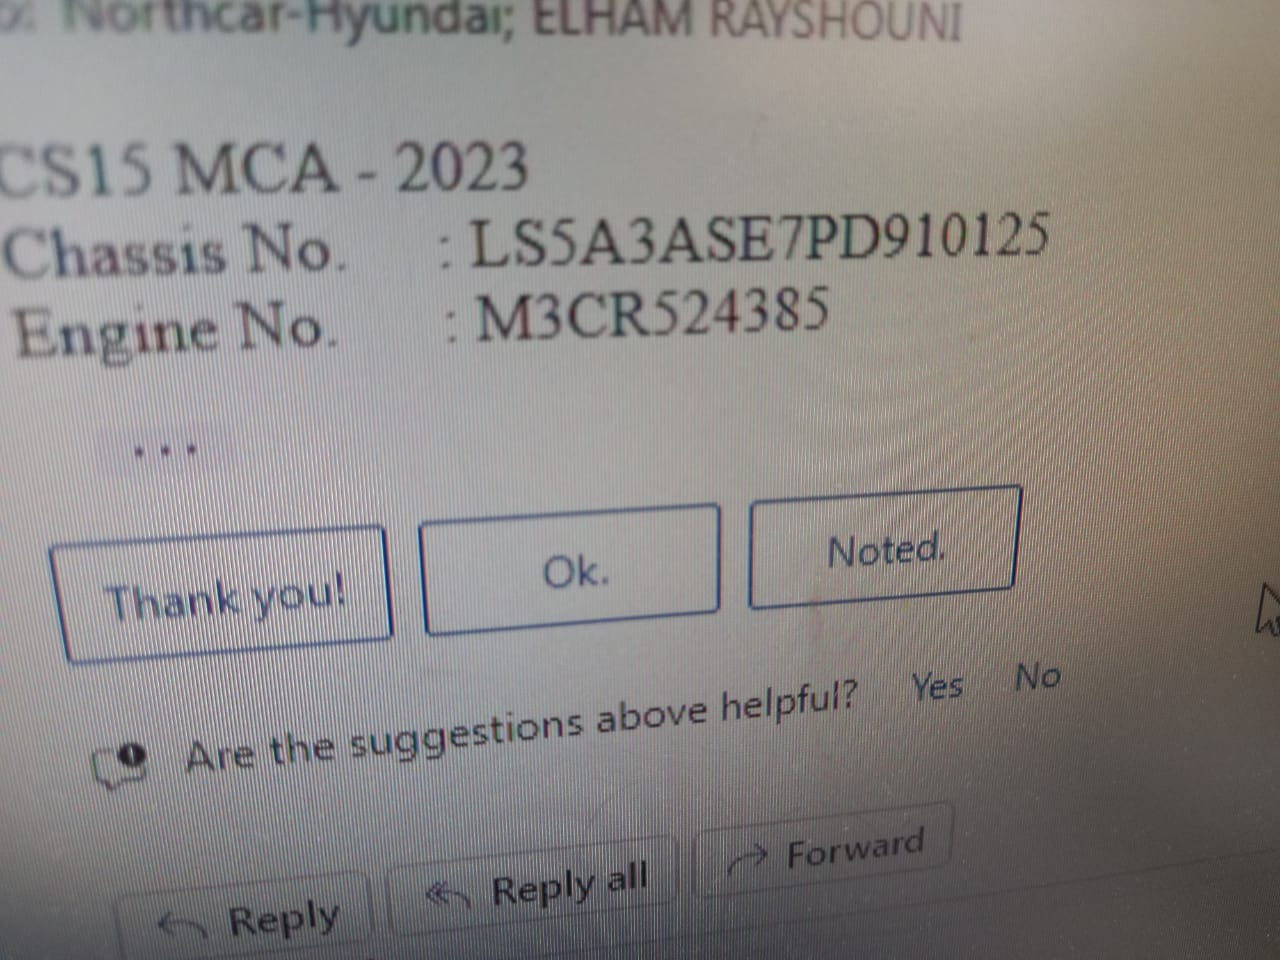 Northcar-Hyundai; ELHAM RAYSHOUNI
CS15 MCA - 2023
Chassis No. : LS5A3ASE7PD910125
Engine No. : M3CR524385
...
Thank you! Ok. Noted.
Are the suggestions above helpful? Yes No
Reply Reply all Forward